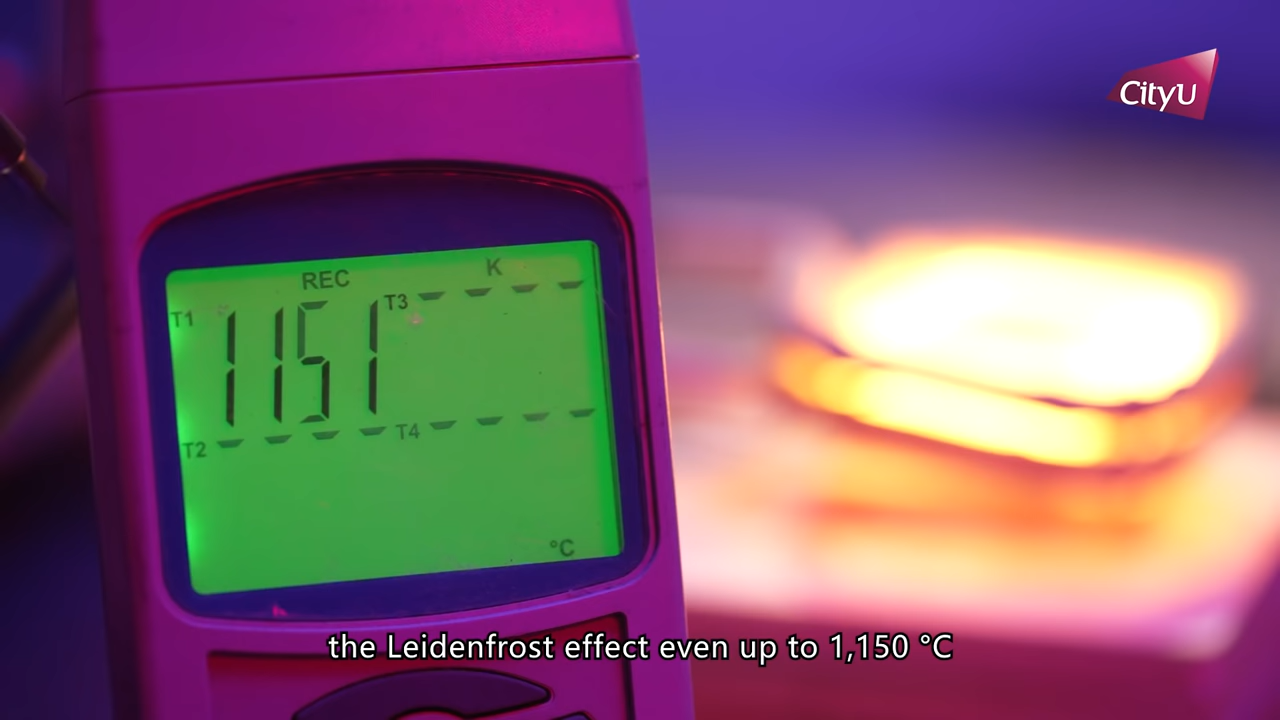 CityU
REC K
T1 1151 T3 ----
T2 ---- T4 ----
°C
the Leidenfrost effect even up to 1,150 °C